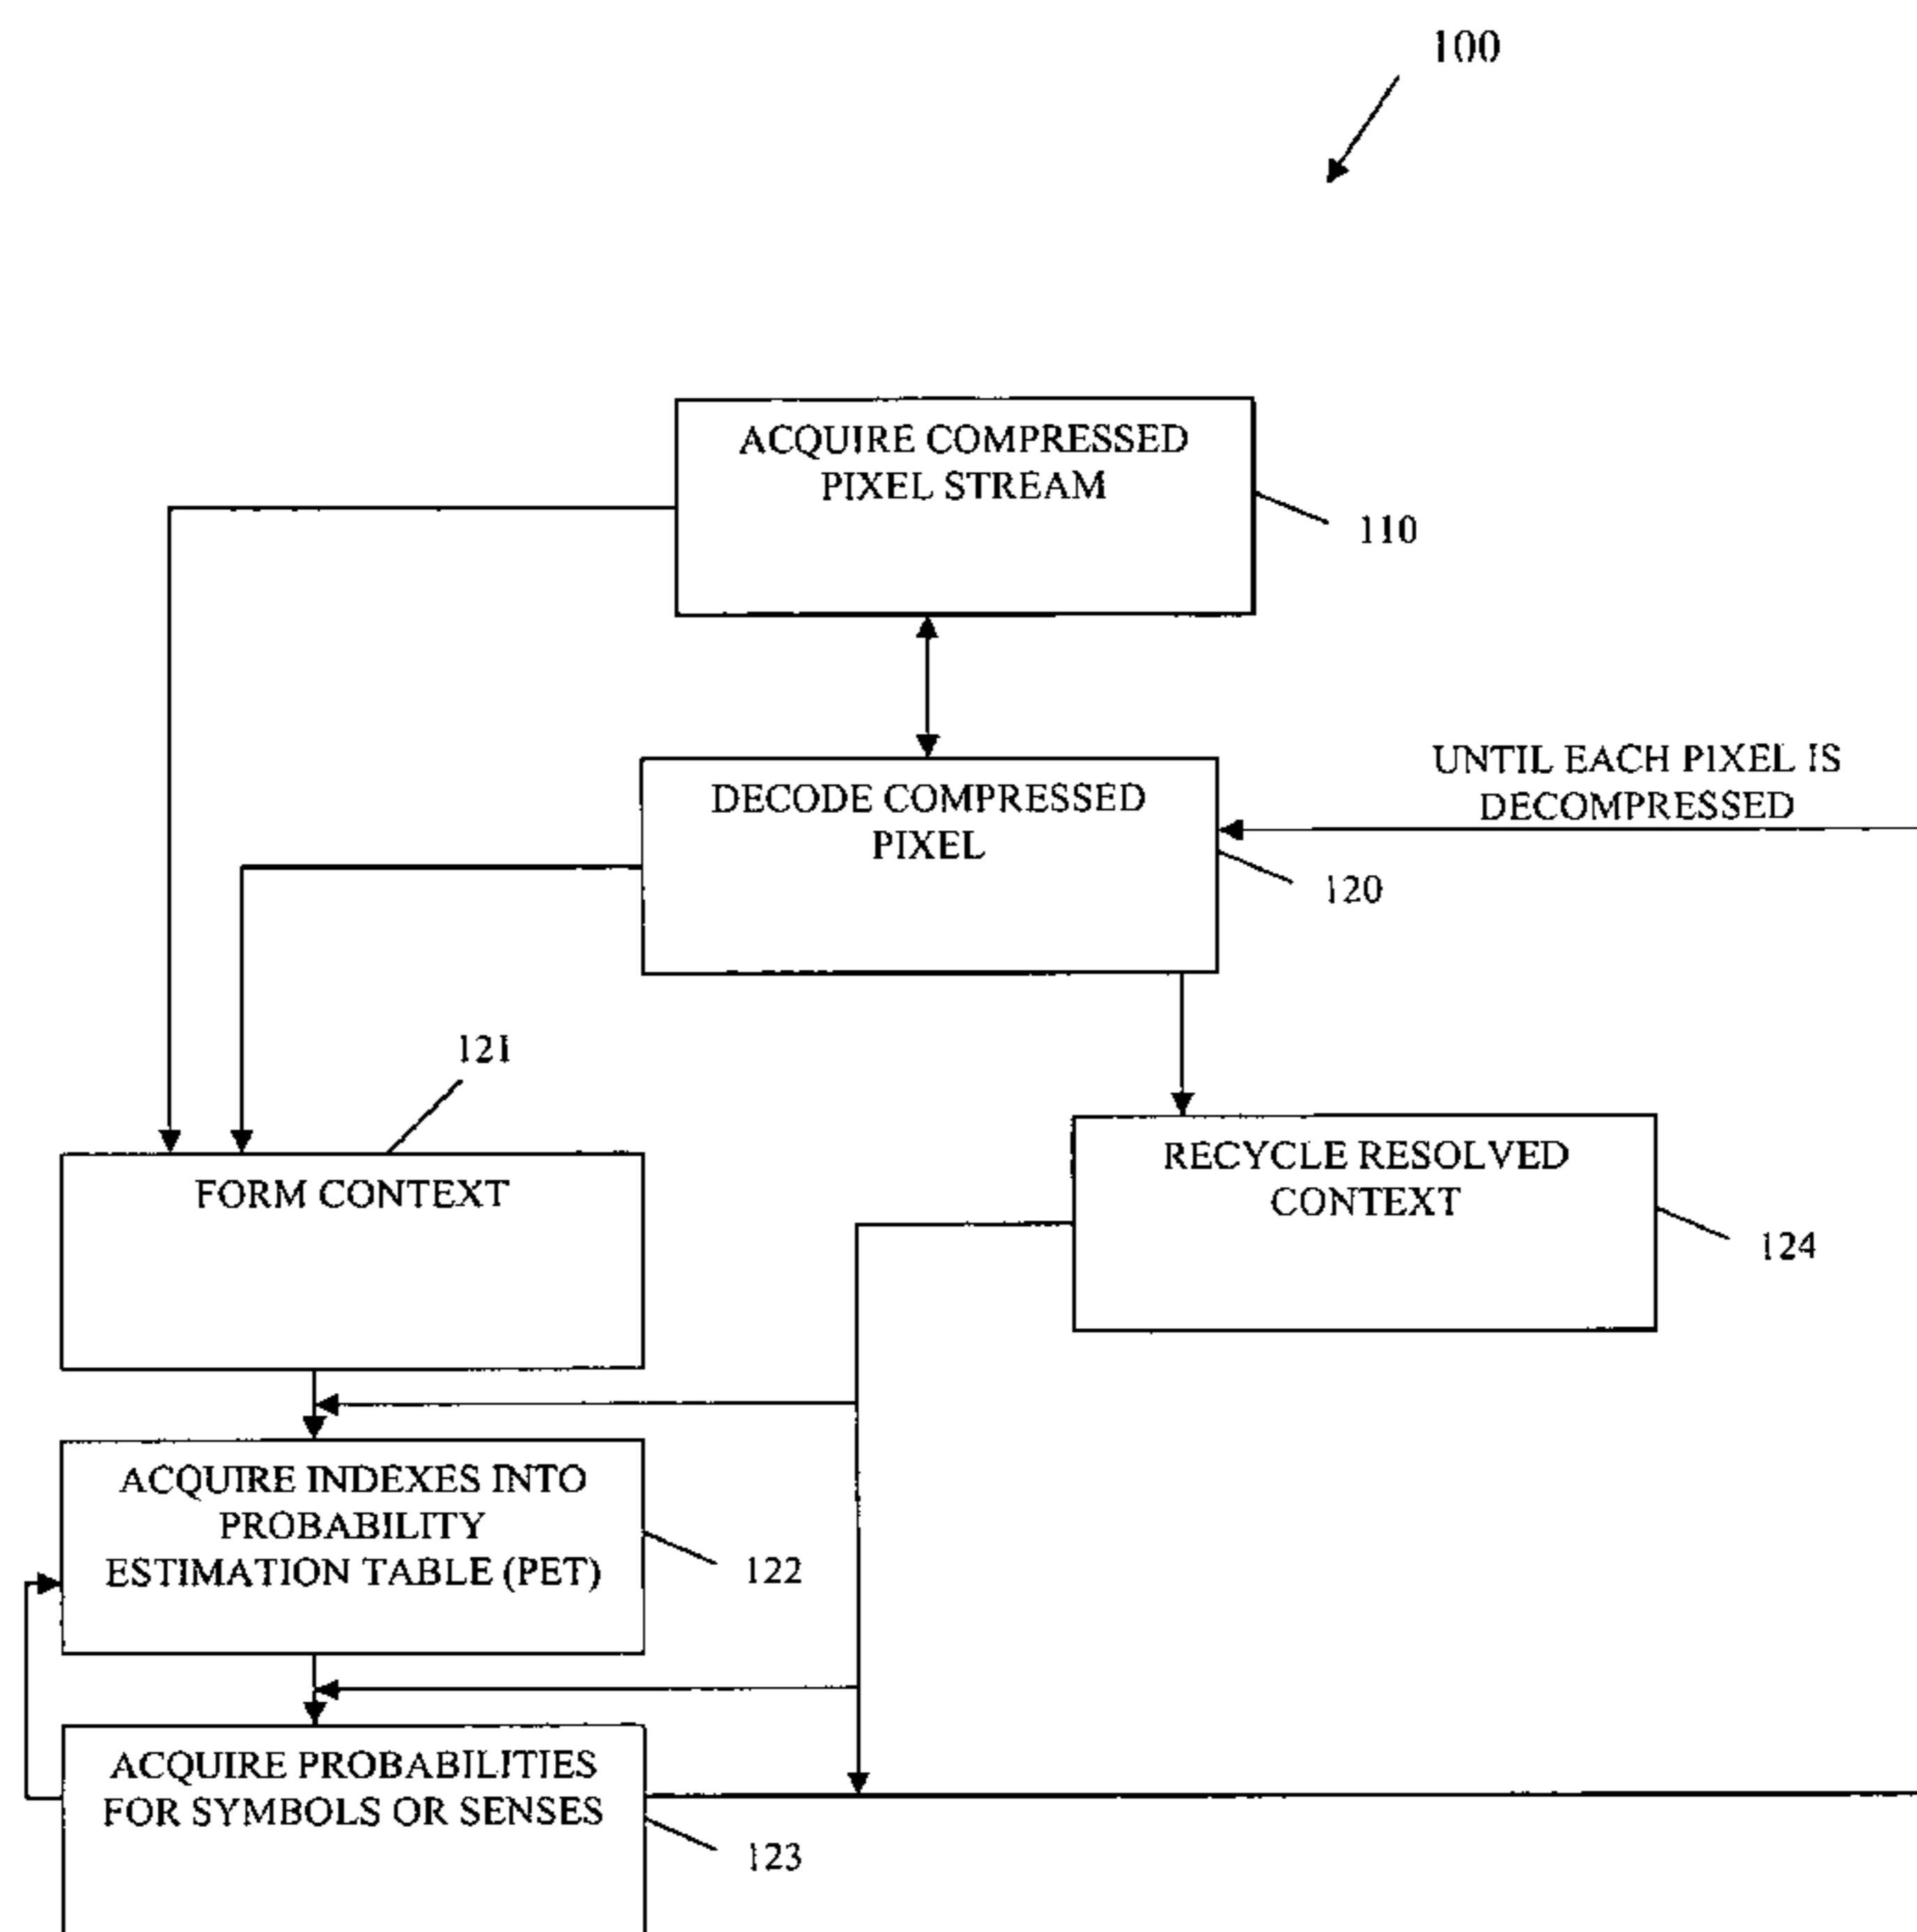 100
ACQUIRE COMPRESSED
PIXEL STREAM
110
DECODE COMPRESSED
PIXEL
120
UNTIL EACH PIXEL IS
DECOMPRESSED
121
FORM CONTEXT
RECYCLE RESOLVED
CONTEXT
124
ACQUIRE INDEXES INTO
PROBABILITY
ESTIMATION TABLE (PET)
122
ACQUIRE PROBABILITIES
FOR SYMBOLS OR SENSES
123